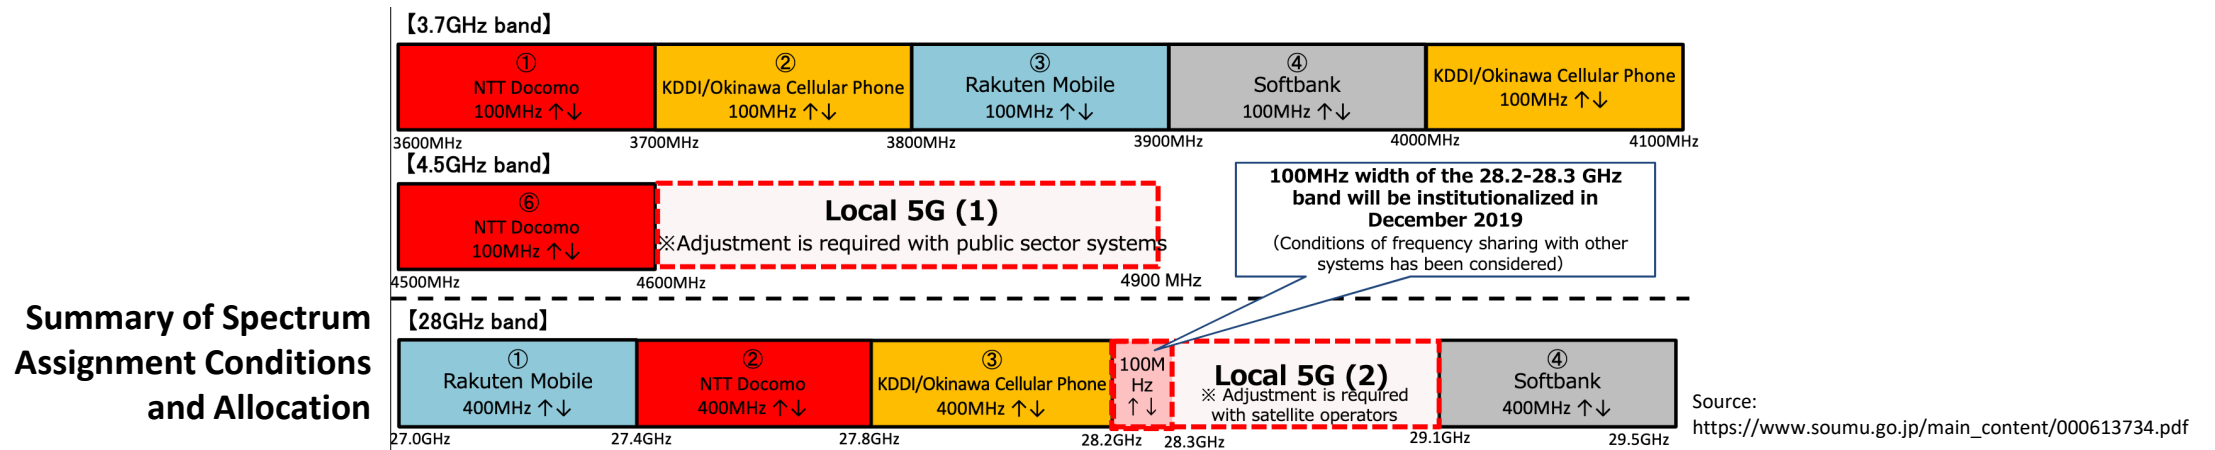 【3.7GHz band】
①
NTT Docomo
100MHz ↑↓
②
KDDI/Okinawa Cellular Phone
100MHz ↑↓
③
Rakuten Mobile
100MHz ↑↓
④
Softbank
100MHz ↑↓
KDDI/Okinawa Cellular Phone
100MHz ↑↓
3600MHz
3700MHz
3800MHz
3900MHz
4000MHz
4100MHz
【4.5GHz band】
⑥
NTT Docomo
100MHz ↑↓
Local 5G (1)
※Adjustment is required with public sector systems
4500MHz
4600MHz
4900 MHz
100MHz width of the 28.2-28.3 GHz
band will be institutionalized in
December 2019
(Conditions of frequency sharing with other
systems has been considered)
Summary of Spectrum
Assignment Conditions
and Allocation
【28GHz band】
①
Rakuten Mobile
400MHz ↑↓
②
NTT Docomo
400MHz ↑↓
③
KDDI/Okinawa Cellular Phone
400MHz ↑↓
100M
Hz
↑↓
Local 5G (2)
※ Adjustment is required
with satellite operators
④
Softbank
400MHz ↑↓
27.0GHz
27.4GHz
27.8GHz
28.2GHz
28.3GHz
29.1GHz
29.5GHz
Source:
https://www.soumu.go.jp/main_content/000613734.pdf